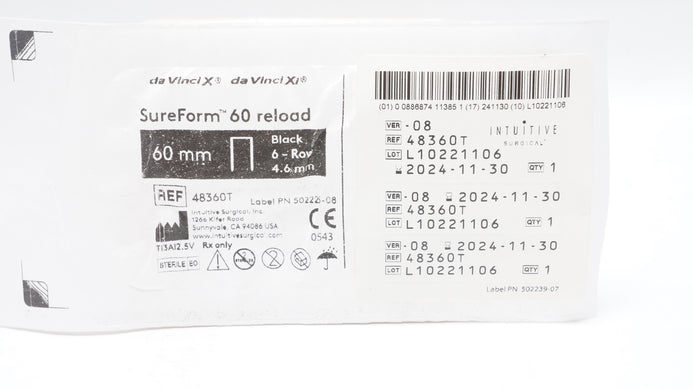 da Vinci X® da Vinci Xi®
SureForm™ 60 reload
60 mm
Black
6 - Row
4.6 mm
REF 48360T
Label PN 502223-08
Intuitive Surgical, Inc.
1266 Kifer Road
Sunnyvale, CA 94086 USA
www.intuitivesurgical.com
CE
0543
Ti3Al2.5V Rx only
STERILE EO
(01) 0 0886874 11385 1 (17) 241130 (10) L10221106
VER -08
INTUITIVE
SURGICAL®
REF 48360T
LOT L10221106
2024-11-30 QTY 1
VER -08 2024-11-30
REF 48360T
LOT L10221106 QTY 1
VER -08 2024-11-30
REF 48360T
LOT L10221106 QTY 1
Label PN 502239-07